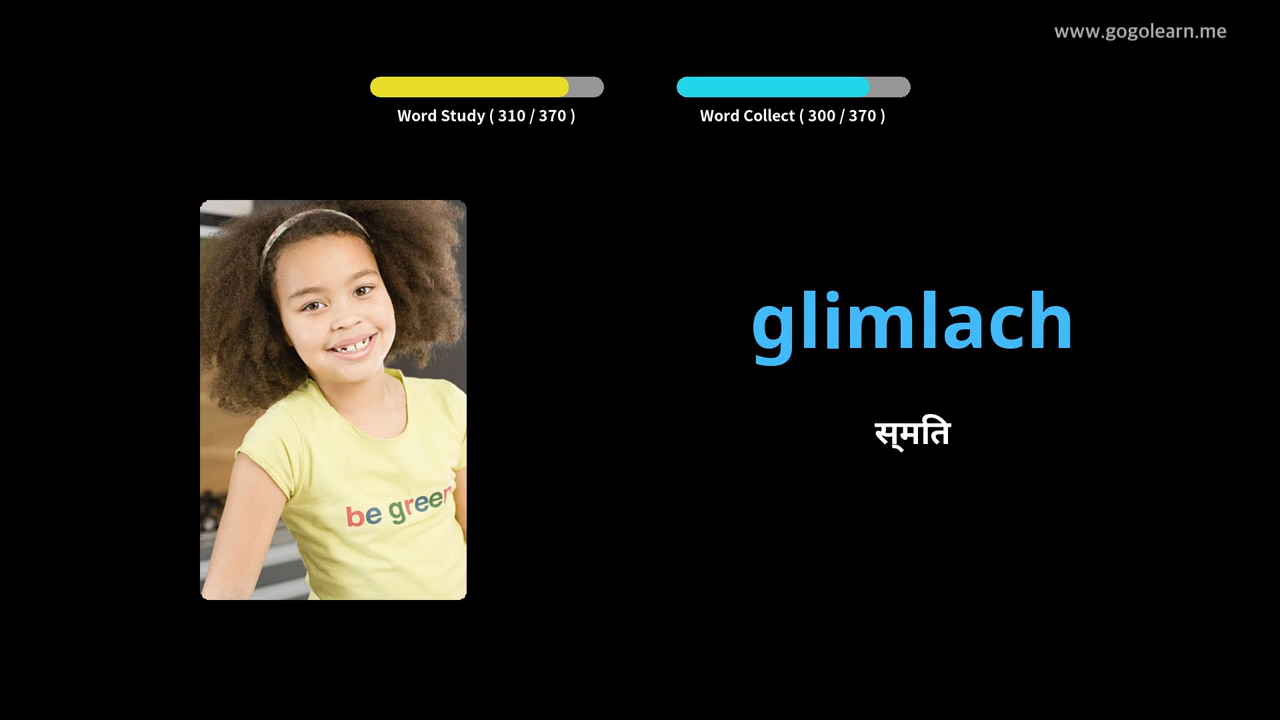 www.gogolearn.me
Word Study ( 310 / 370 )
Word Collect ( 300 / 370 )
glimlach
स्मति
be green